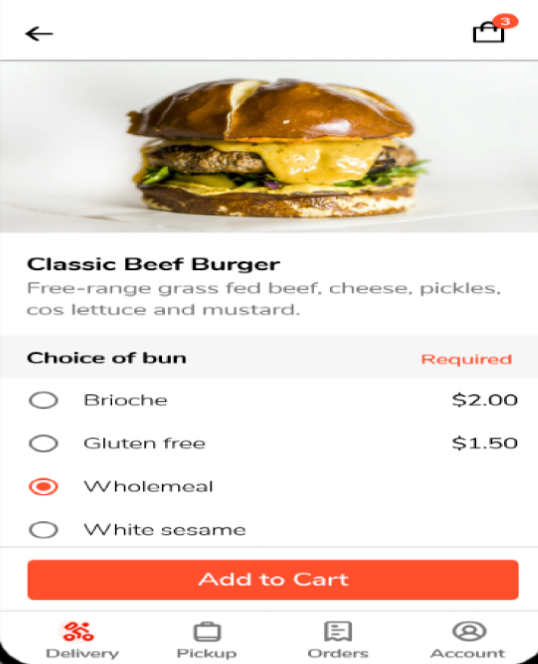 3
Classic Beef Burger
Free-range grass fed beef, cheese, pickles,
cos lettuce and mustard.
Choice of bun Required
Brioche $2.00
Gluten free $1.50
Wholemeal
White sesame
Add to Cart
Delivery Pickup Orders Account